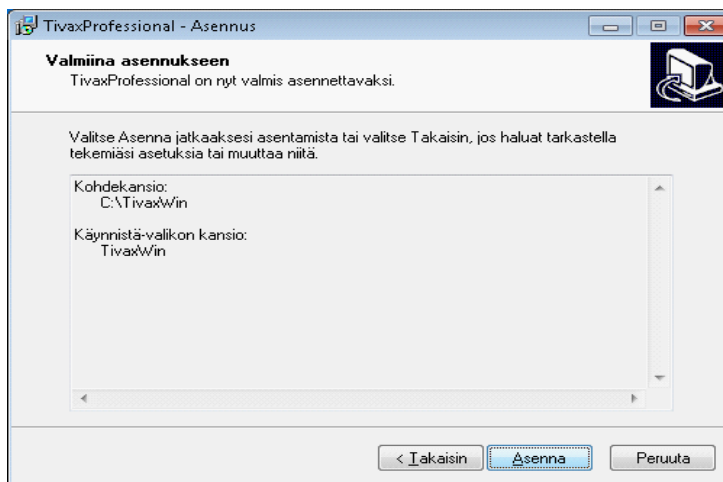 TivaxProfessional - Asennus
Valmiina asennukseen
TivaxProfessional on nyt valmis asennettavaksi.
Valitse Asenna jatkaaksesi asentamista tai valitse Takaisin, jos haluat tarkastella
tekemiäsi asetuksia tai muuttaa niitä.
Kohdekansio:
C:\TivaxWin
Käynnistä-valikon kansio:
TivaxWin
< Takaisin
Asenna
Peruuta